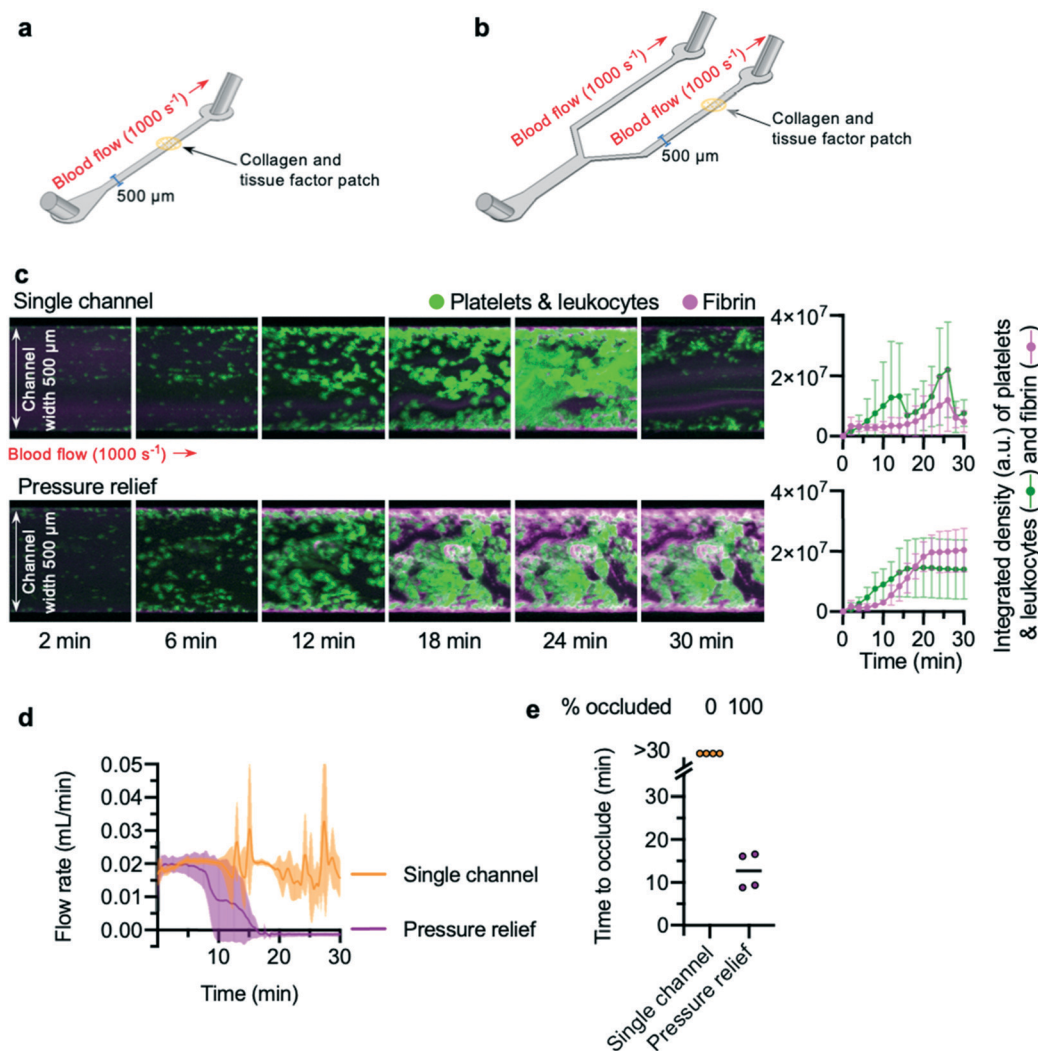 a
Blood flow (1000 s⁻¹) →
Collagen and
tissue factor patch
500 µm
b
Blood flow (1000 s⁻¹) →
Blood flow (1000 s⁻¹) →
Collagen and
tissue factor patch
500 µm
c
Single channel
Platelets & leukocytes
Fibrin
Channel
width 500 µm
Blood flow (1000 s⁻¹) →
Pressure relief
Channel
width 500 µm
2 min
6 min
12 min
18 min
24 min
30 min
4×10⁷
2×10⁷
0
0 10 20 30
4×10⁷
2×10⁷
0
0 10 20 30
Time (min)
Integrated density (a.u.) of platelets
& leukocytes ( ) and fibrin ( )
d
Flow rate (mL/min)
0.05
0.04
0.03
0.02
0.01
0.00
10 20 30
Time (min)
Single channel
Pressure relief
e
% occluded 0 100
Time to occlude (min)
>30
30
20
10
0
Single channel
Pressure relief